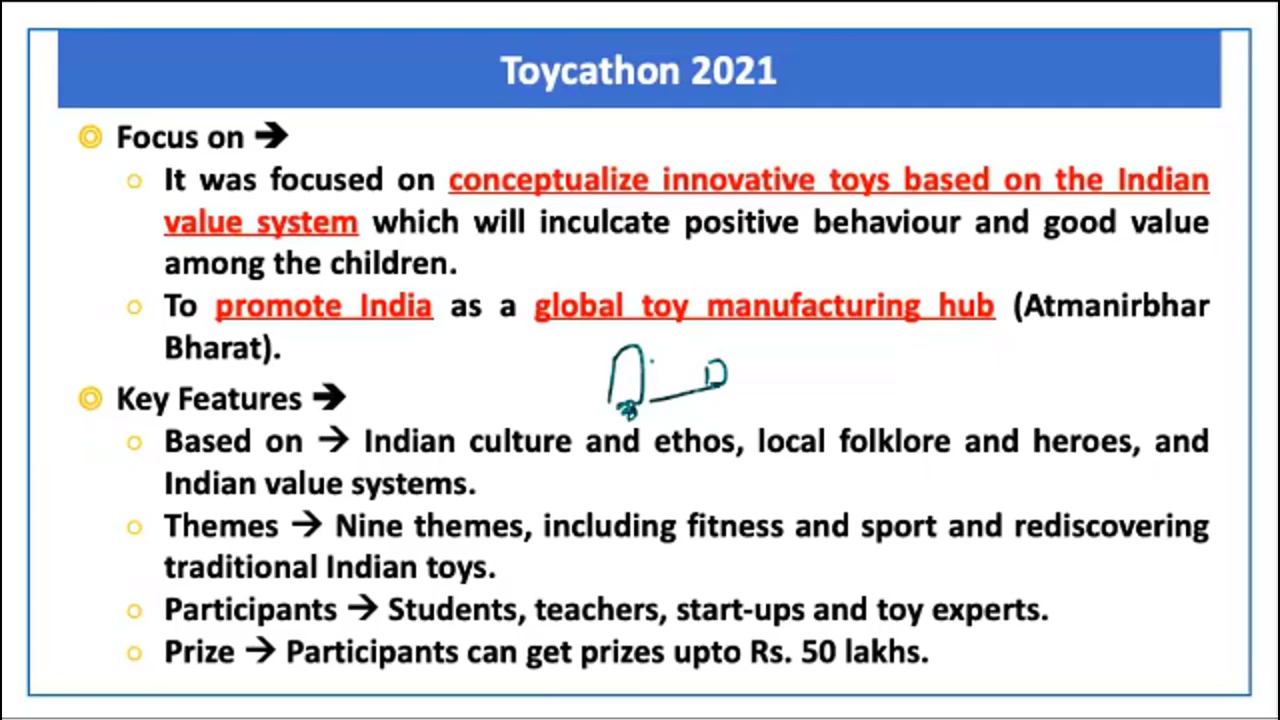 Toycathon 2021
Focus on ➔
It was focused on conceptualize innovative toys based on the Indian
value system which will inculcate positive behaviour and good value
among the children.
To promote India as a global toy manufacturing hub (Atmanirbhar
Bharat).
Key Features ➔
Based on → Indian culture and ethos, local folklore and heroes, and
Indian value systems.
Themes → Nine themes, including fitness and sport and rediscovering
traditional Indian toys.
Participants → Students, teachers, start-ups and toy experts.
Prize → Participants can get prizes upto Rs. 50 lakhs.